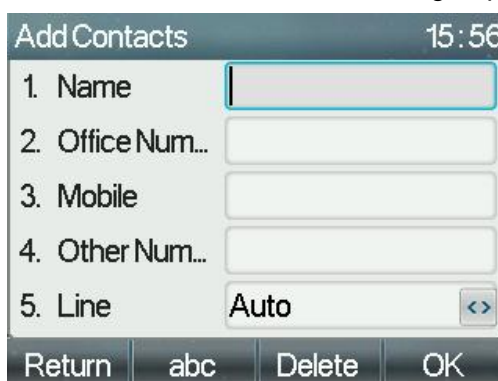 Add Contacts 15:56
1. Name
2. Office Num...
3. Mobile
4. Other Num...
5. Line Auto <>
Return abc Delete OK